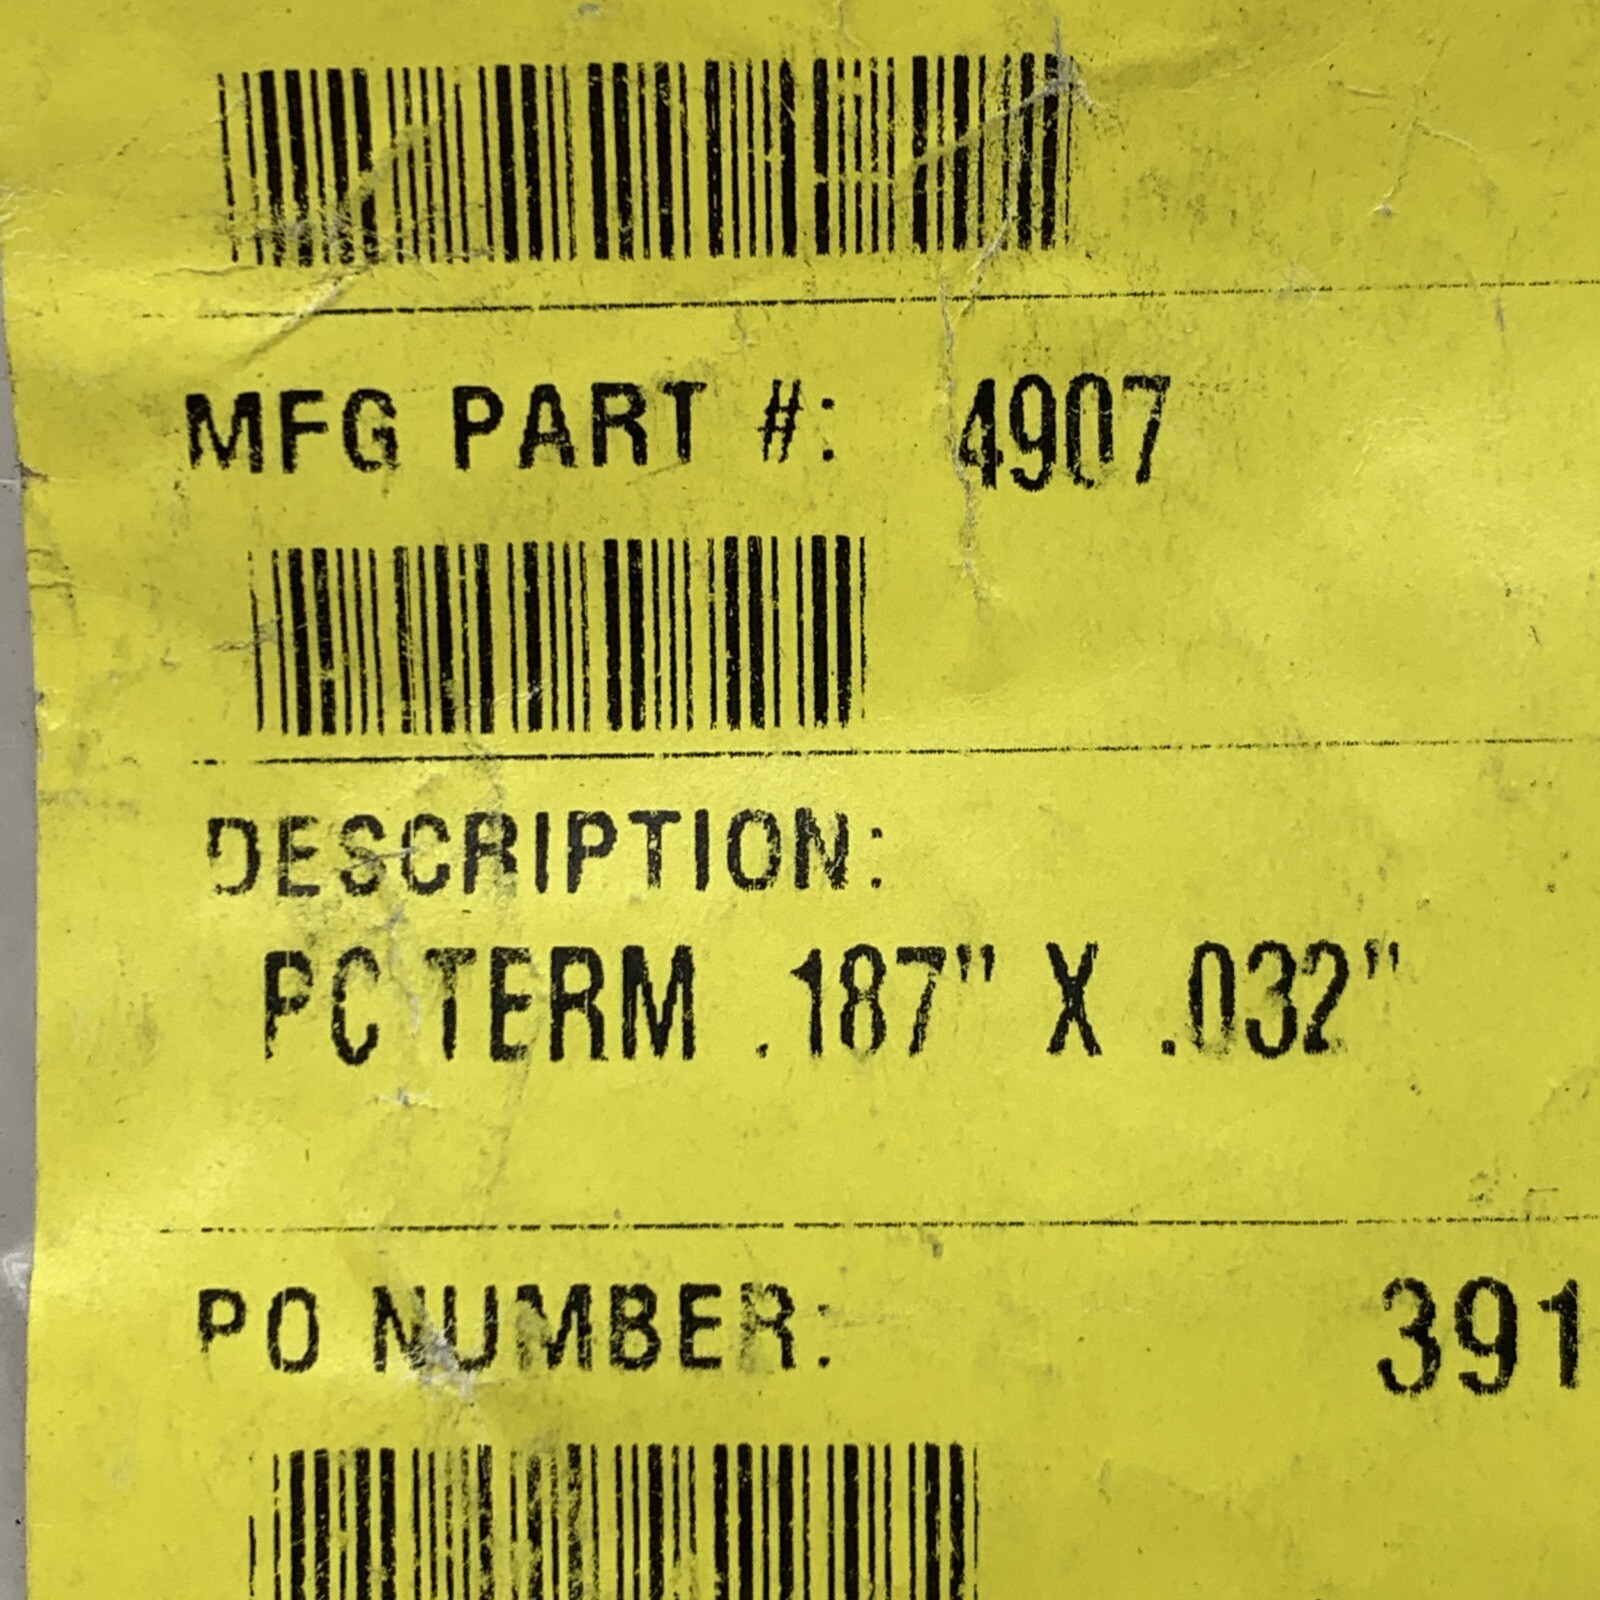 MFG PART #: 4907
DESCRIPTION:
PC TERM .187" X .032"
PO NUMBER: 391